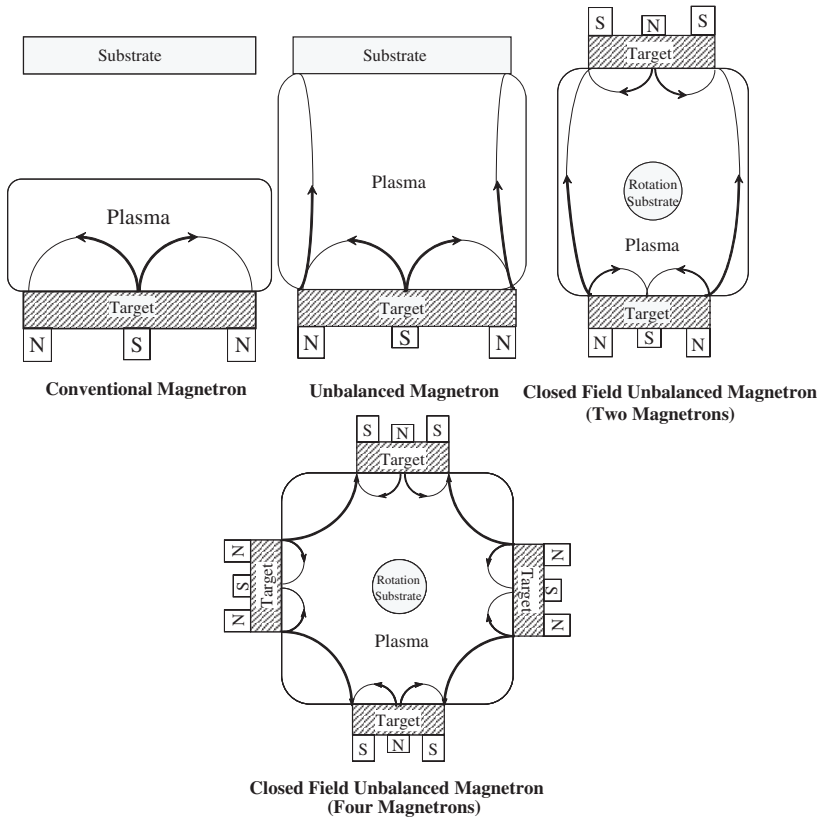 Substrate
Plasma
Target
N S N
Conventional Magnetron
Substrate
Plasma
Target
N S N
Unbalanced Magnetron
S N S
Target
Rotation
Substrate
Plasma
Target
N S N
Closed Field Unbalanced Magnetron
(Two Magnetrons)
S N S
Target
N
S
N
Target
Rotation
Substrate
Plasma
Target
N
S
N
Target
S N S
Closed Field Unbalanced Magnetron
(Four Magnetrons)